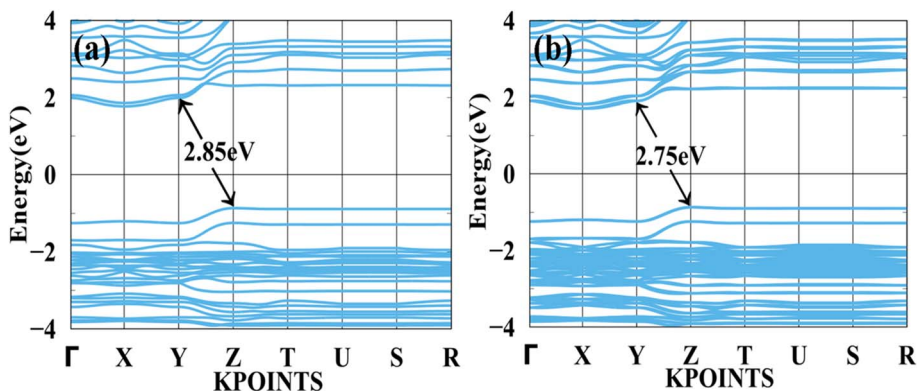 (a)
Energy(eV)
4
2
0
−2
−4
2.85eV
Γ X Y Z T U S R
KPOINTS
(b)
Energy(eV)
4
2
0
−2
−4
2.75eV
Γ X Y Z T U S R
KPOINTS